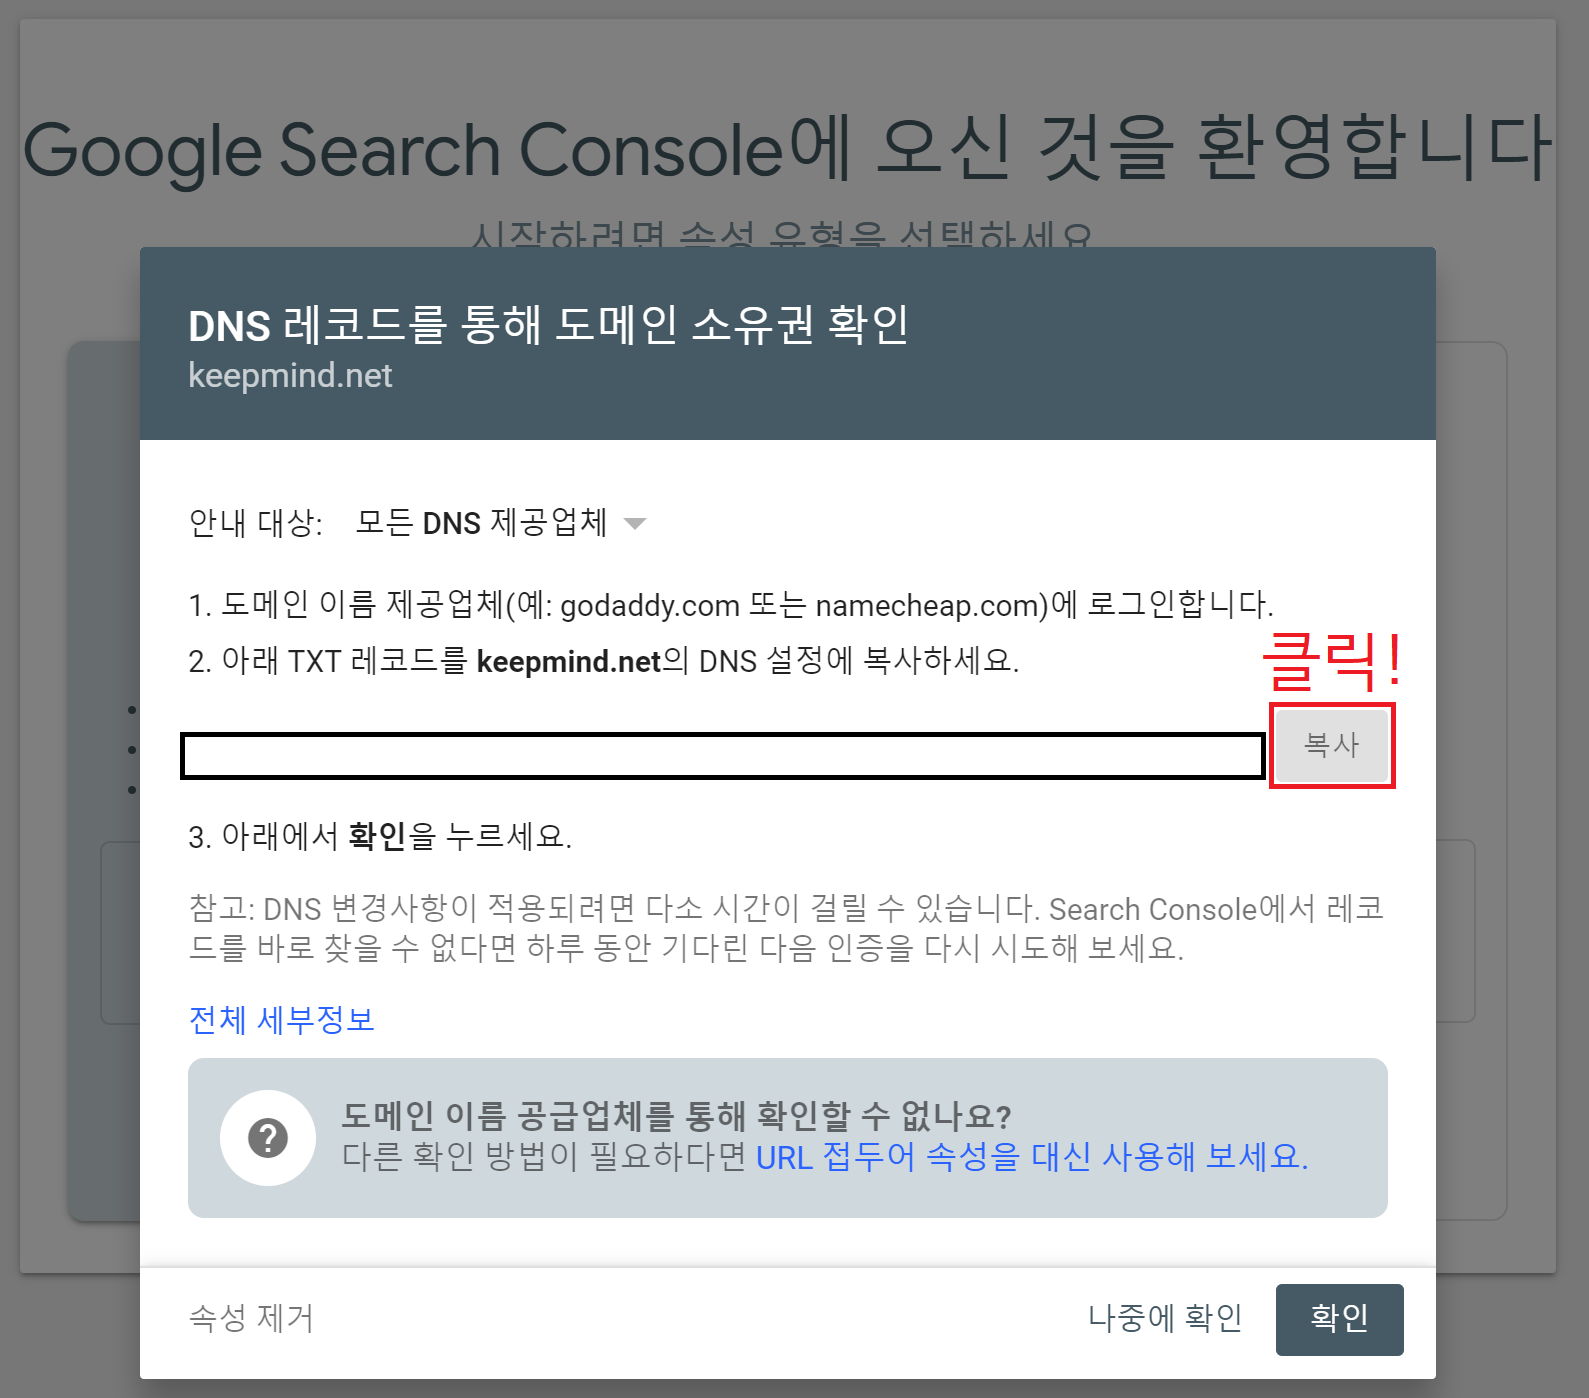 Google Search Console에 오신 것을 환영합니다
시작하려면 속성 유형을 선택하세요
DNS 레코드를 통해 도메인 소유권 확인
keepmind.net
안내 대상: 모든 DNS 제공업체
1. 도메인 이름 제공업체(예: godaddy.com 또는 namecheap.com)에 로그인합니다.
2. 아래 TXT 레코드를 keepmind.net의 DNS 설정에 복사하세요.
클릭!
복사
3. 아래에서 확인을 누르세요.
참고: DNS 변경사항이 적용되려면 다소 시간이 걸릴 수 있습니다. Search Console에서 레코
드를 바로 찾을 수 없다면 하루 동안 기다린 다음 인증을 다시 시도해 보세요.
전체 세부정보
도메인 이름 공급업체를 통해 확인할 수 없나요?
다른 확인 방법이 필요하다면 URL 접두어 속성을 대신 사용해 보세요.
속성 제거
나중에 확인
확인